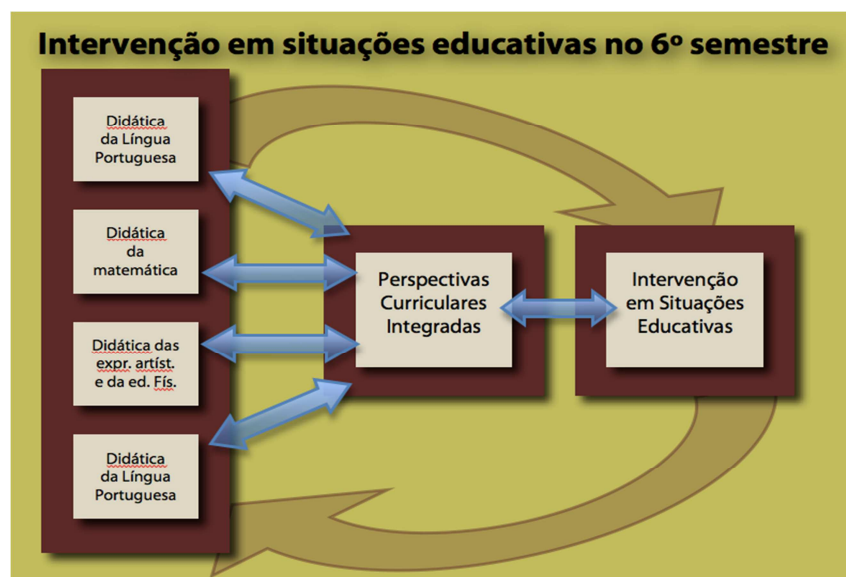 Intervenção em situações educativas no 6º semestre
Didática
da Língua
Portuguesa
Didática
da
matemática
Didática das
expr. artíst.
e da ed. Fís.
Didática
da Língua
Portuguesa
Perspectivas
Curriculares
Integradas
Intervenção
em Situações
Educativas